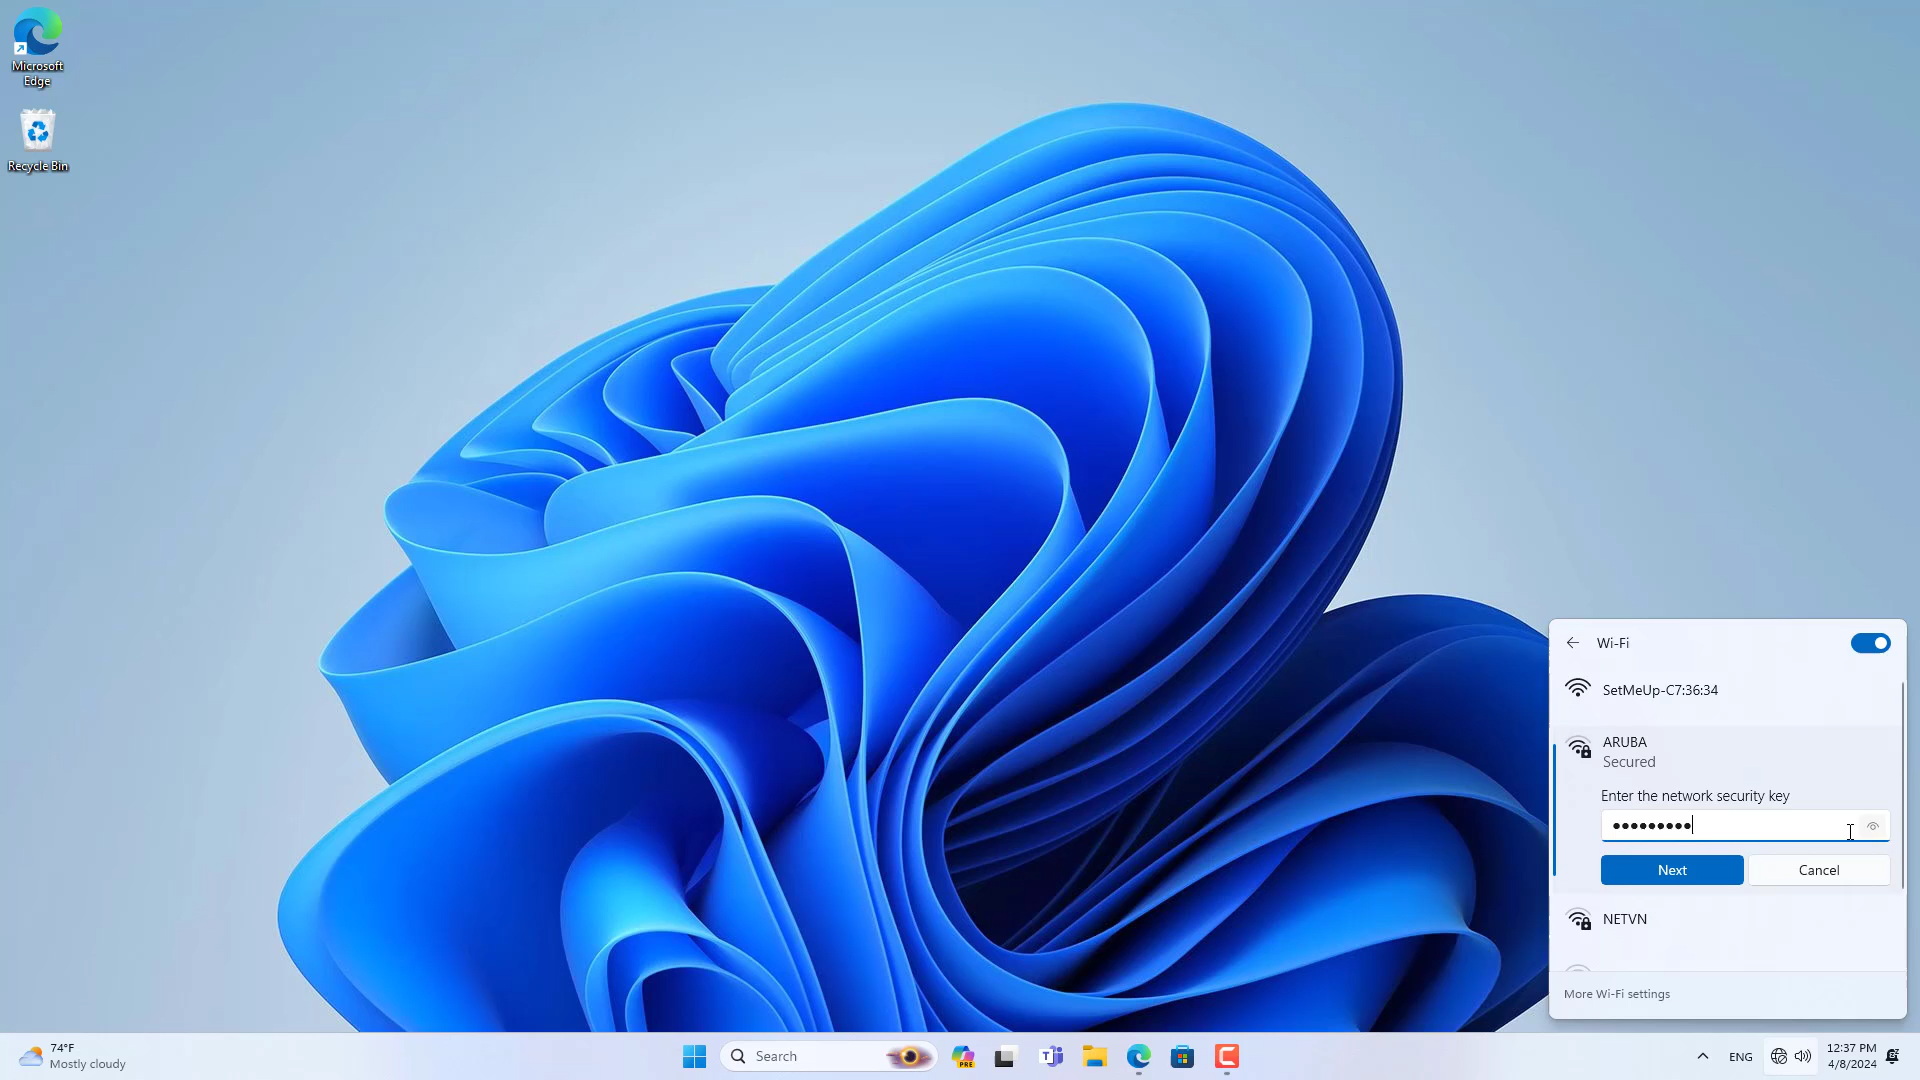 Microsoft
Edge
Recycle Bin
Wi-Fi
SetMeUp-C7:36:34
ARUBA
Secured
Enter the network security key
●●●●●●●●●
Next
Cancel
NETVN
More Wi-Fi settings
74°F
Mostly cloudy
Search
PRE
ENG
12:37 PM
4/8/2024